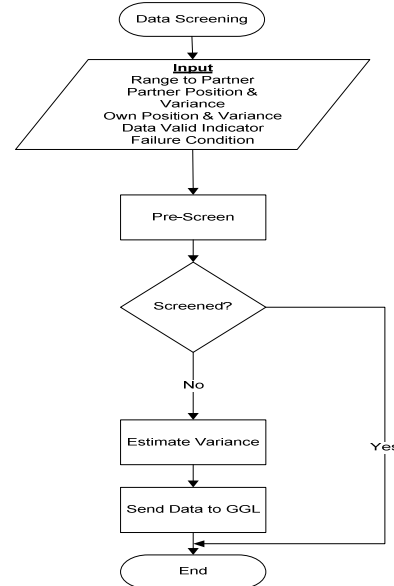 Data Screening
Input
Range to Partner
Partner Position &
Variance
Own Position & Variance
Data Valid Indicator
Failure Condition
Pre-Screen
Screened?
No
Estimate Variance
Yes
Send Data to GGL
End